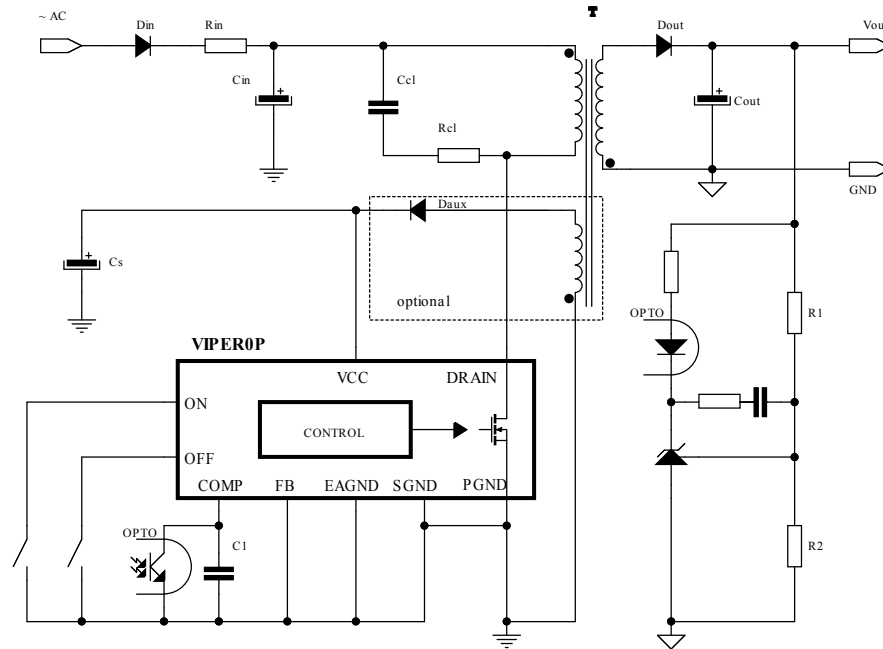 ~ AC
Din
Rin
T
Dout
Vou
Cin
Ccl
Cout
Rcl
GND
Daux
Cs
optional
OPTO
R1
VIPER0P
VCC
DRAIN
ON
CONTROL
OFF
COMP
FB
EAGND
SGND
PGND
OPTO
C1
R2